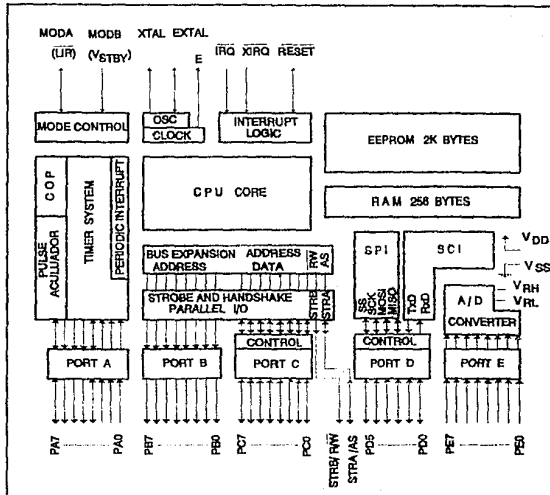 MODA MODB XTAL EXTAL
(LIR) (VSTBY) E IRQ XIRQ RESET
MODE CONTROL
OSC
CLOCK
INTERRUPT
LOGIC
EEPROM 2K BYTES
COP
PULSE
ACULUADOR
TIMER SYSTEM
PERIODIC INTERRUPT
CPU CORE
RAM 256 BYTES
BUS EXPANSION ADDRESS
ADDRESS DATA
RW
AS
STROBE AND HANDSHAKE
PARALLEL I/O
STRB
STRA
SPI
SS
SCK
MOSI
MISO
SCI
TxD
RxD
VDD
VSS
VRH
VRL
A/D
CONVERTER
CONTROL
CONTROL
PORT A
PORT B
PORT C
PORT D
PORT E
PA7 PA0
PB7 PB0
PC7 PC0
STRB/ R/W
STRA /AS
PD5 PD0
PE7 PE0